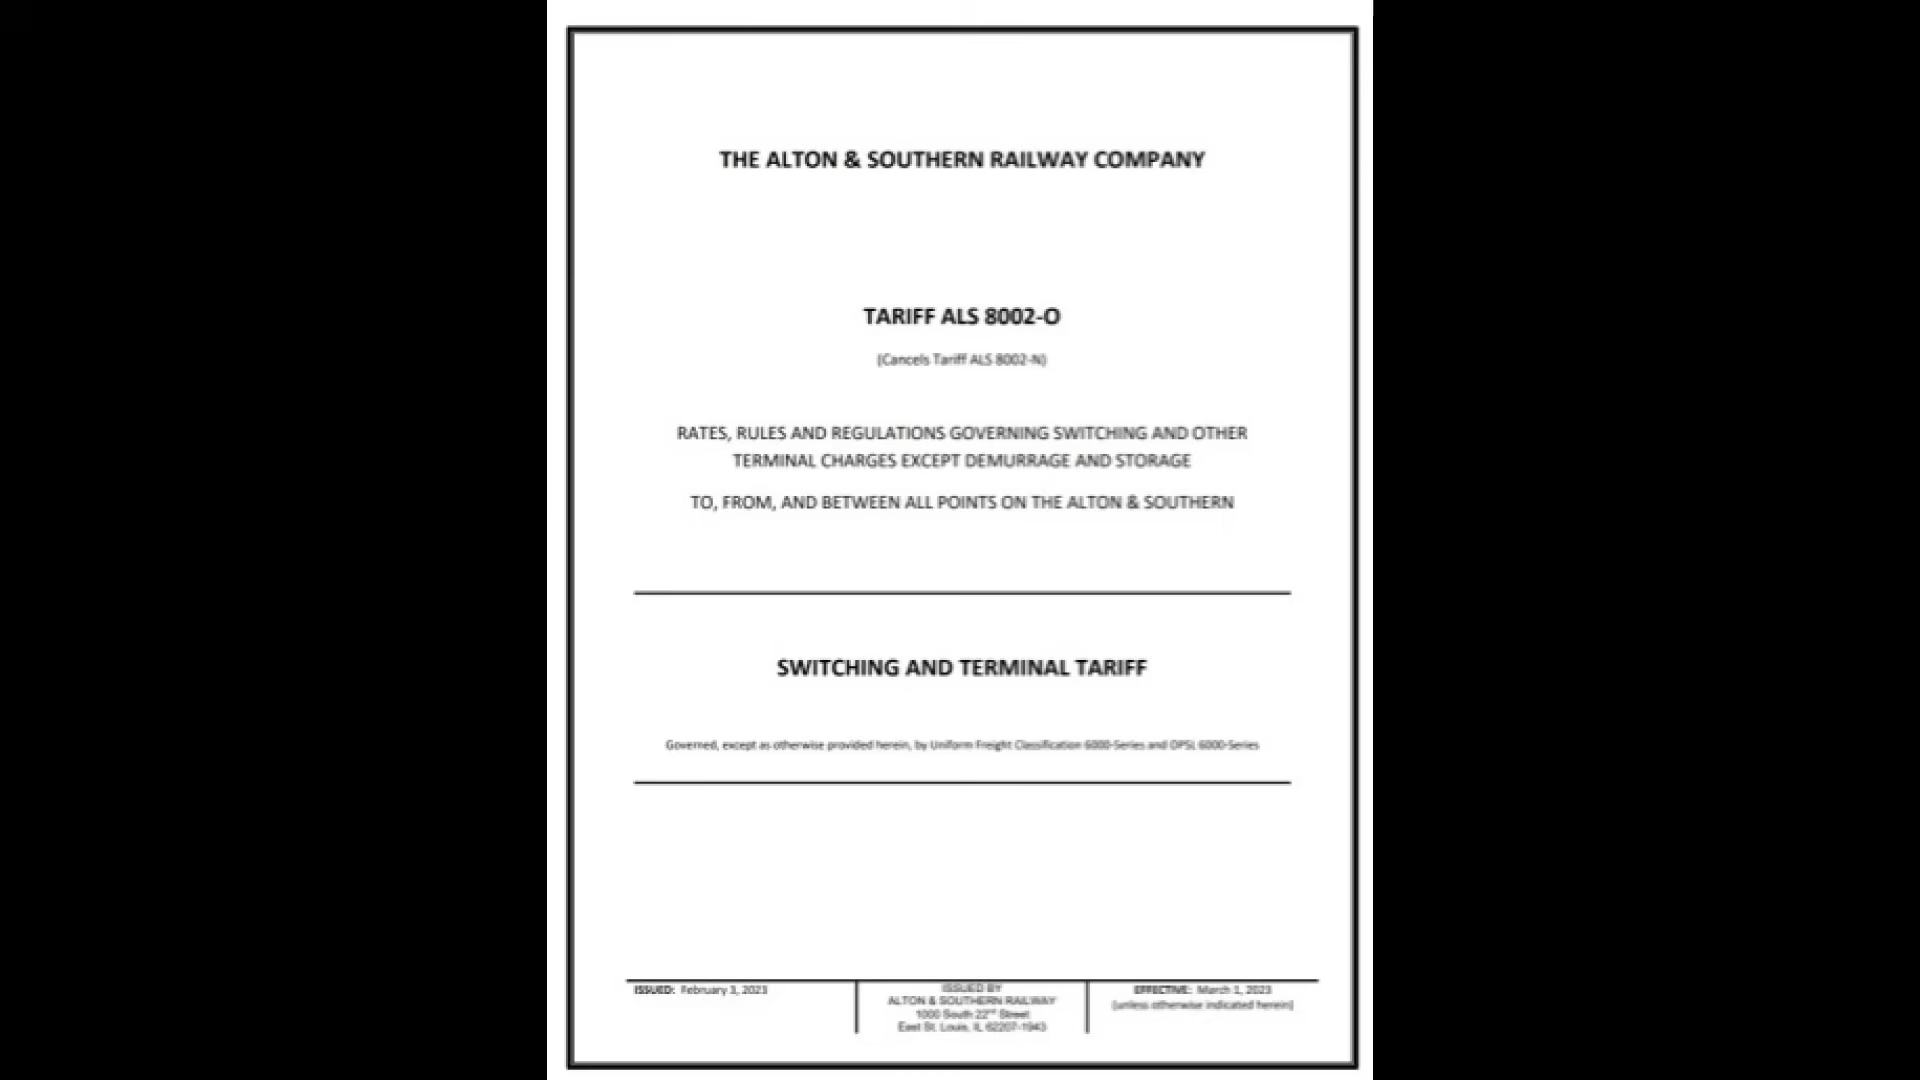 THE ALTON & SOUTHERN RAILWAY COMPANY
TARIFF ALS 8002-O
(Cancels Tariff ALS 8002-N)
RATES, RULES AND REGULATIONS GOVERNING SWITCHING AND OTHER
TERMINAL CHARGES EXCEPT DEMURRAGE AND STORAGE
TO, FROM, AND BETWEEN ALL POINTS ON THE ALTON & SOUTHERN
SWITCHING AND TERMINAL TARIFF
Governed, except as otherwise provided herein, by Uniform Freight Classification 6000-Series and OPSL 6000-Series
ISSUED: February 3, 2023
ISSUED BY
ALTON & SOUTHERN RAILWAY
1000 South 22nd Street
East St. Louis, IL 62207-1943
EFFECTIVE: March 1, 2023
(unless otherwise indicated herein)